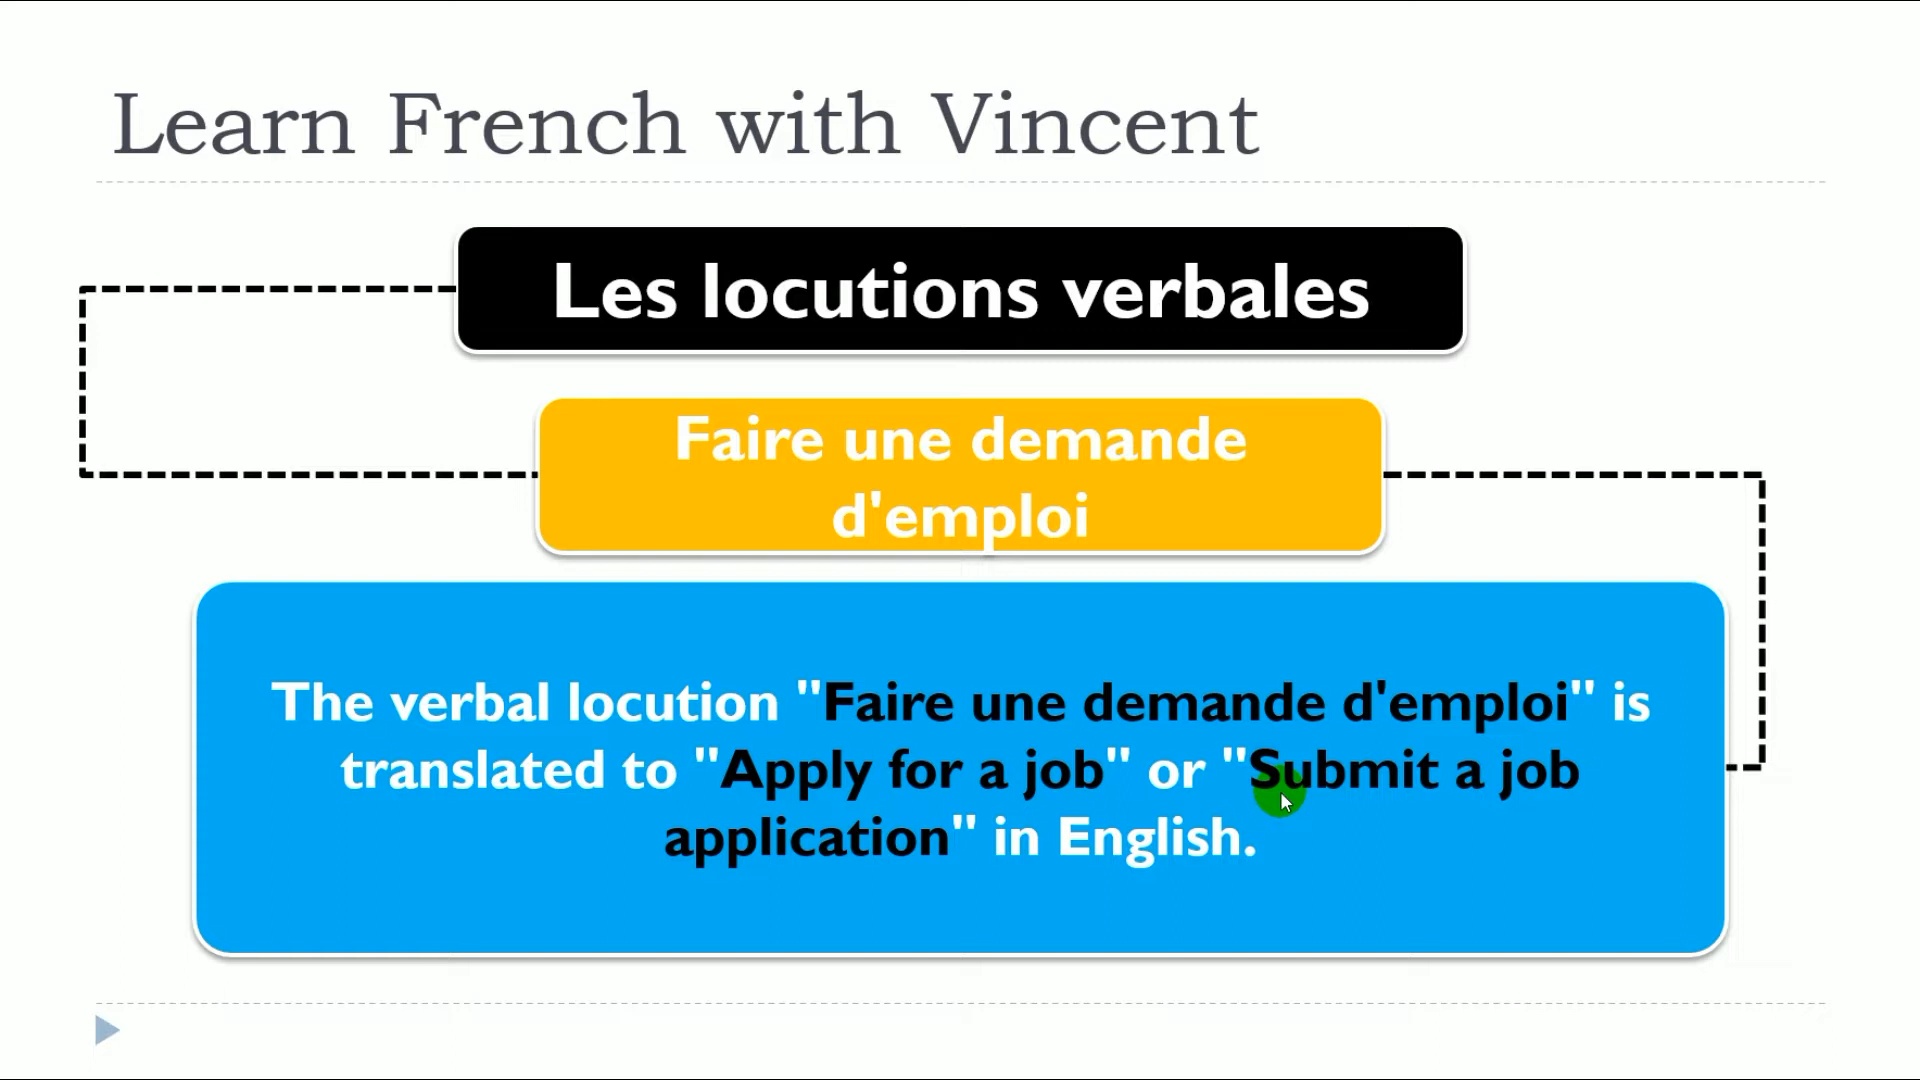 Learn French with Vincent
Les locutions verbales
Faire une demande
d'emploi
The verbal locution "Faire une demande d'emploi" is
translated to "Apply for a job" or "Submit a job
application" in English.